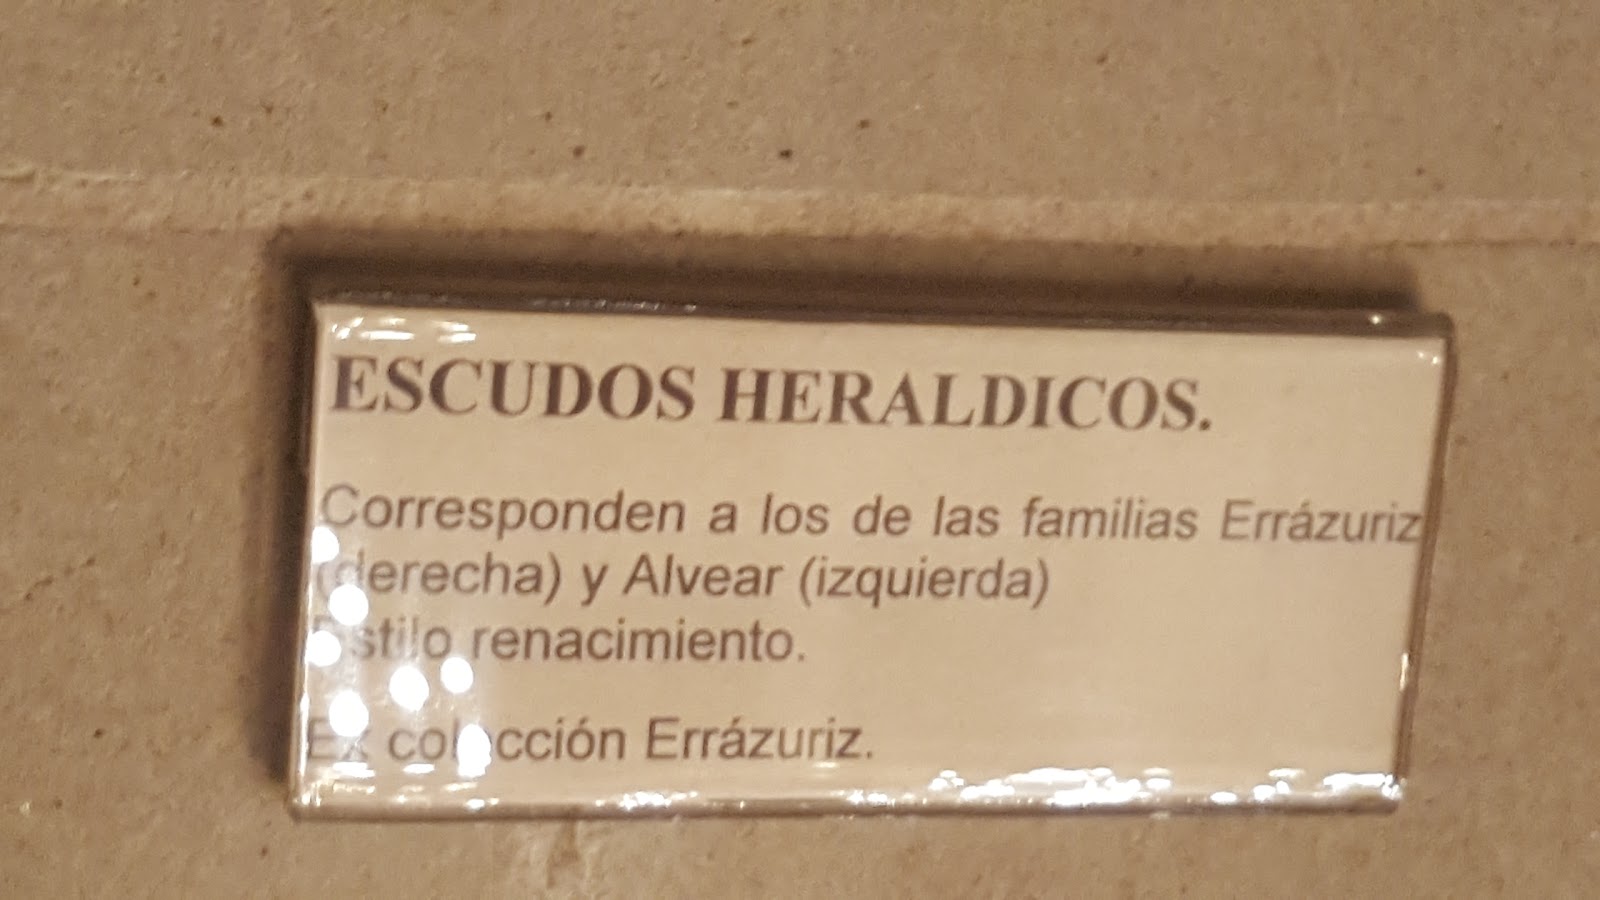 ESCUDOS HERALDICOS.
Corresponden a los de las familias Errázuriz
(derecha) y Alvear (izquierda)
Estilo renacimiento.
Ex colección Errázuriz.